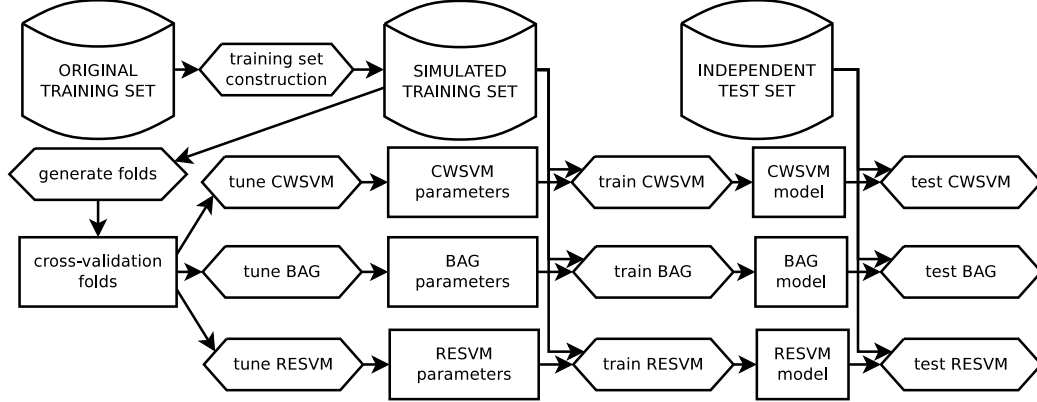 ORIGINAL
TRAINING SET
training set
construction
SIMULATED
TRAINING SET
INDEPENDENT
TEST SET
generate folds
tune CWSVM
CWSVM
parameters
train CWSVM
CWSVM
model
test CWSVM
cross-validation
folds
tune BAG
BAG
parameters
train BAG
BAG
model
test BAG
tune RESVM
RESVM
parameters
train RESVM
RESVM
model
test RESVM